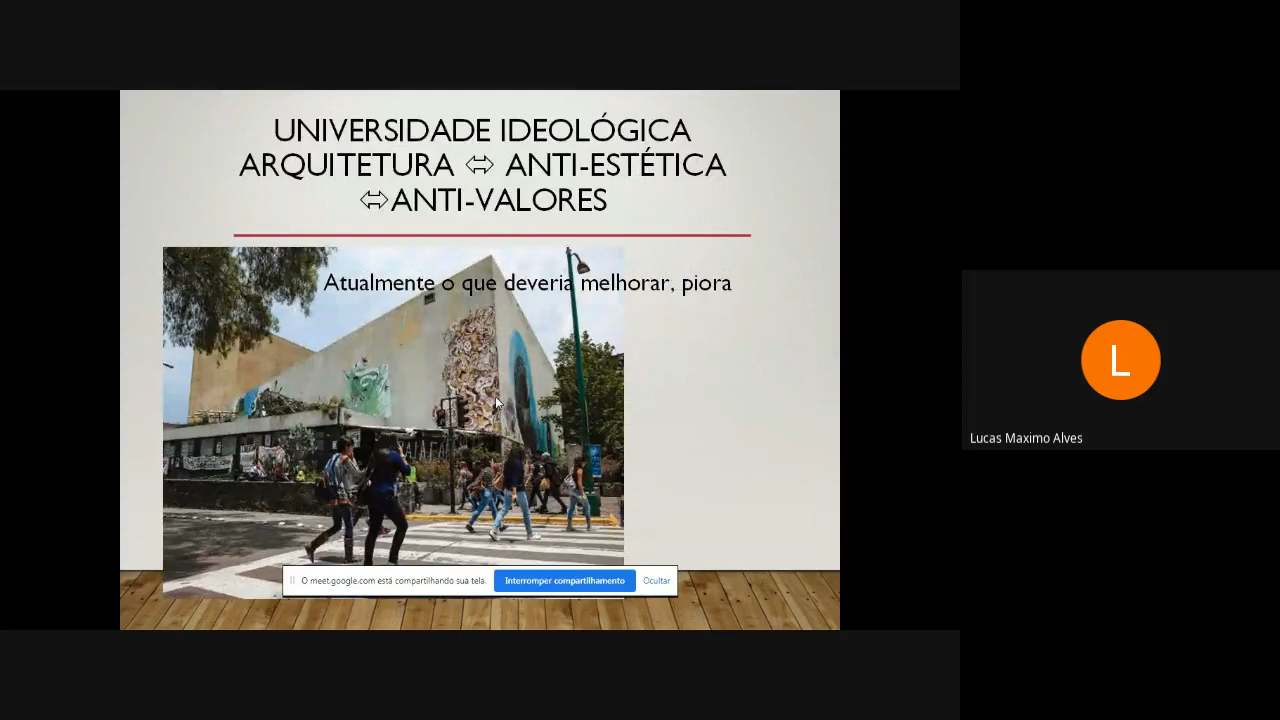 UNIVERSIDADE IDEOLÓGICA
ARQUITETURA ⇔ ANTI-ESTÉTICA
⇔ANTI-VALORES
Atualmente o que deveria melhorar, piora
O meet.google.com está compartilhando sua tela.
Interromper compartilhamento
Ocultar
L
Lucas Maximo Alves